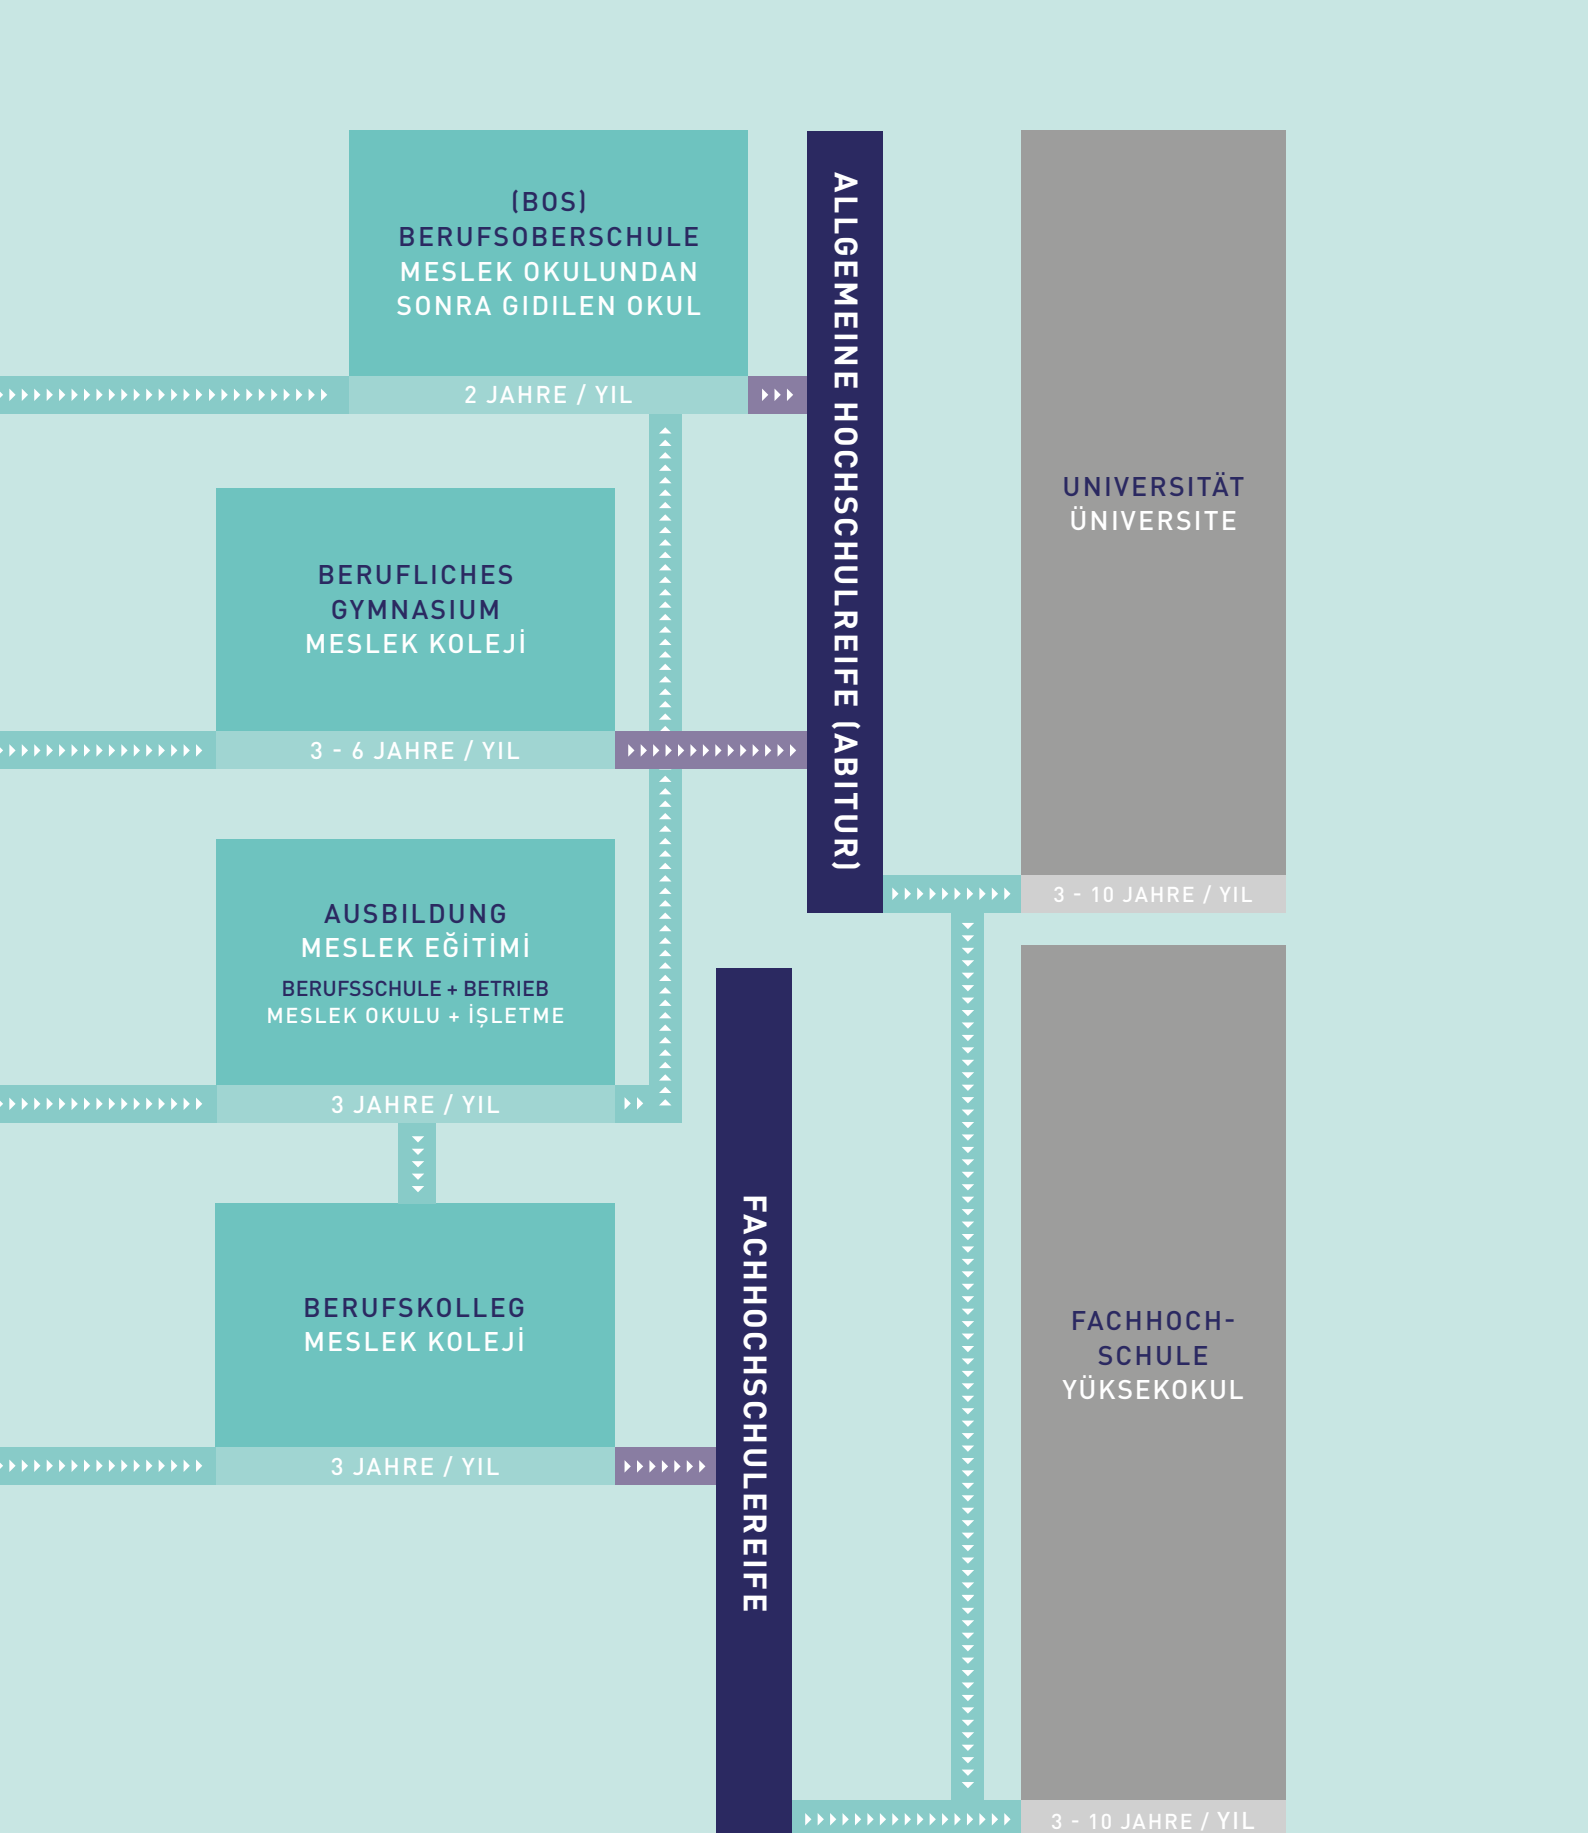 (BOS)
BERUFSOBERSCHULE
MESLEK OKULUNDAN
SONRA GIDILEN OKUL
2 JAHRE / YIL
BERUFLICHES
GYMNASIUM
MESLEK KOLEJİ
3 - 6 JAHRE / YIL
AUSBILDUNG
MESLEK EĞİTİMİ
BERUFSSCHULE + BETRIEB
MESLEK OKULU + İŞLETME
3 JAHRE / YIL
BERUFSKOLLEG
MESLEK KOLEJİ
3 JAHRE / YIL
ALLGEMEINE HOCHSCHULREIFE (ABITUR)
FACHHOCHSCHULEREIFE
UNIVERSITÄT
ÜNIVERSITE
3 - 10 JAHRE / YIL
FACHHOCH-
SCHULE
YÜKSEKOKUL
3 - 10 JAHRE / YIL